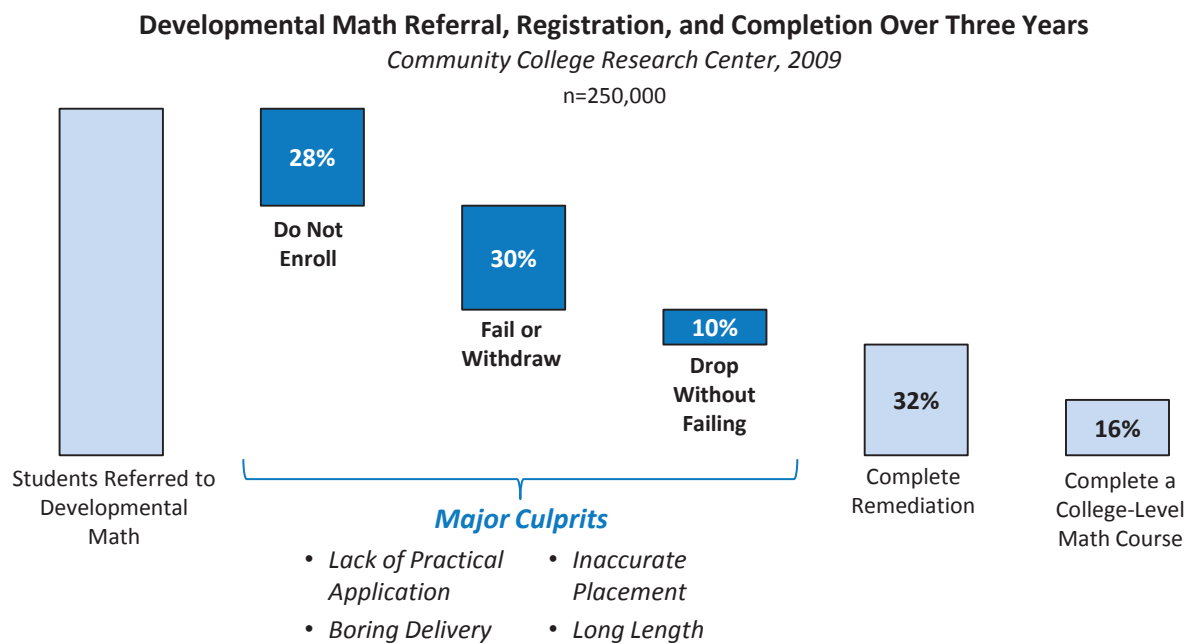 Developmental Math Referral, Registration, and Completion Over Three Years
Community College Research Center, 2009
n=250,000
28%
Do Not
Enroll
30%
Fail or
Withdraw
10%
Drop
Without
Failing
32%
16%
Students Referred to
Developmental
Math
Complete
Remediation
Complete a
College-Level
Math Course
Major Culprits
• Lack of Practical
Application
• Boring Delivery
• Inaccurate
Placement
• Long Length